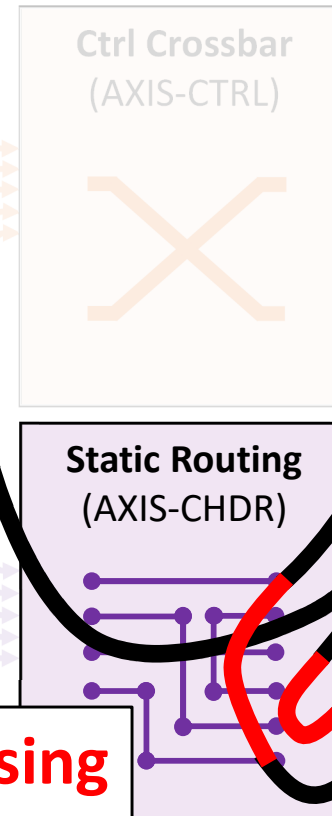 Ctrl Crossbar
(AXIS-CTRL)
Static Routing
(AXIS-CHDR)
sing